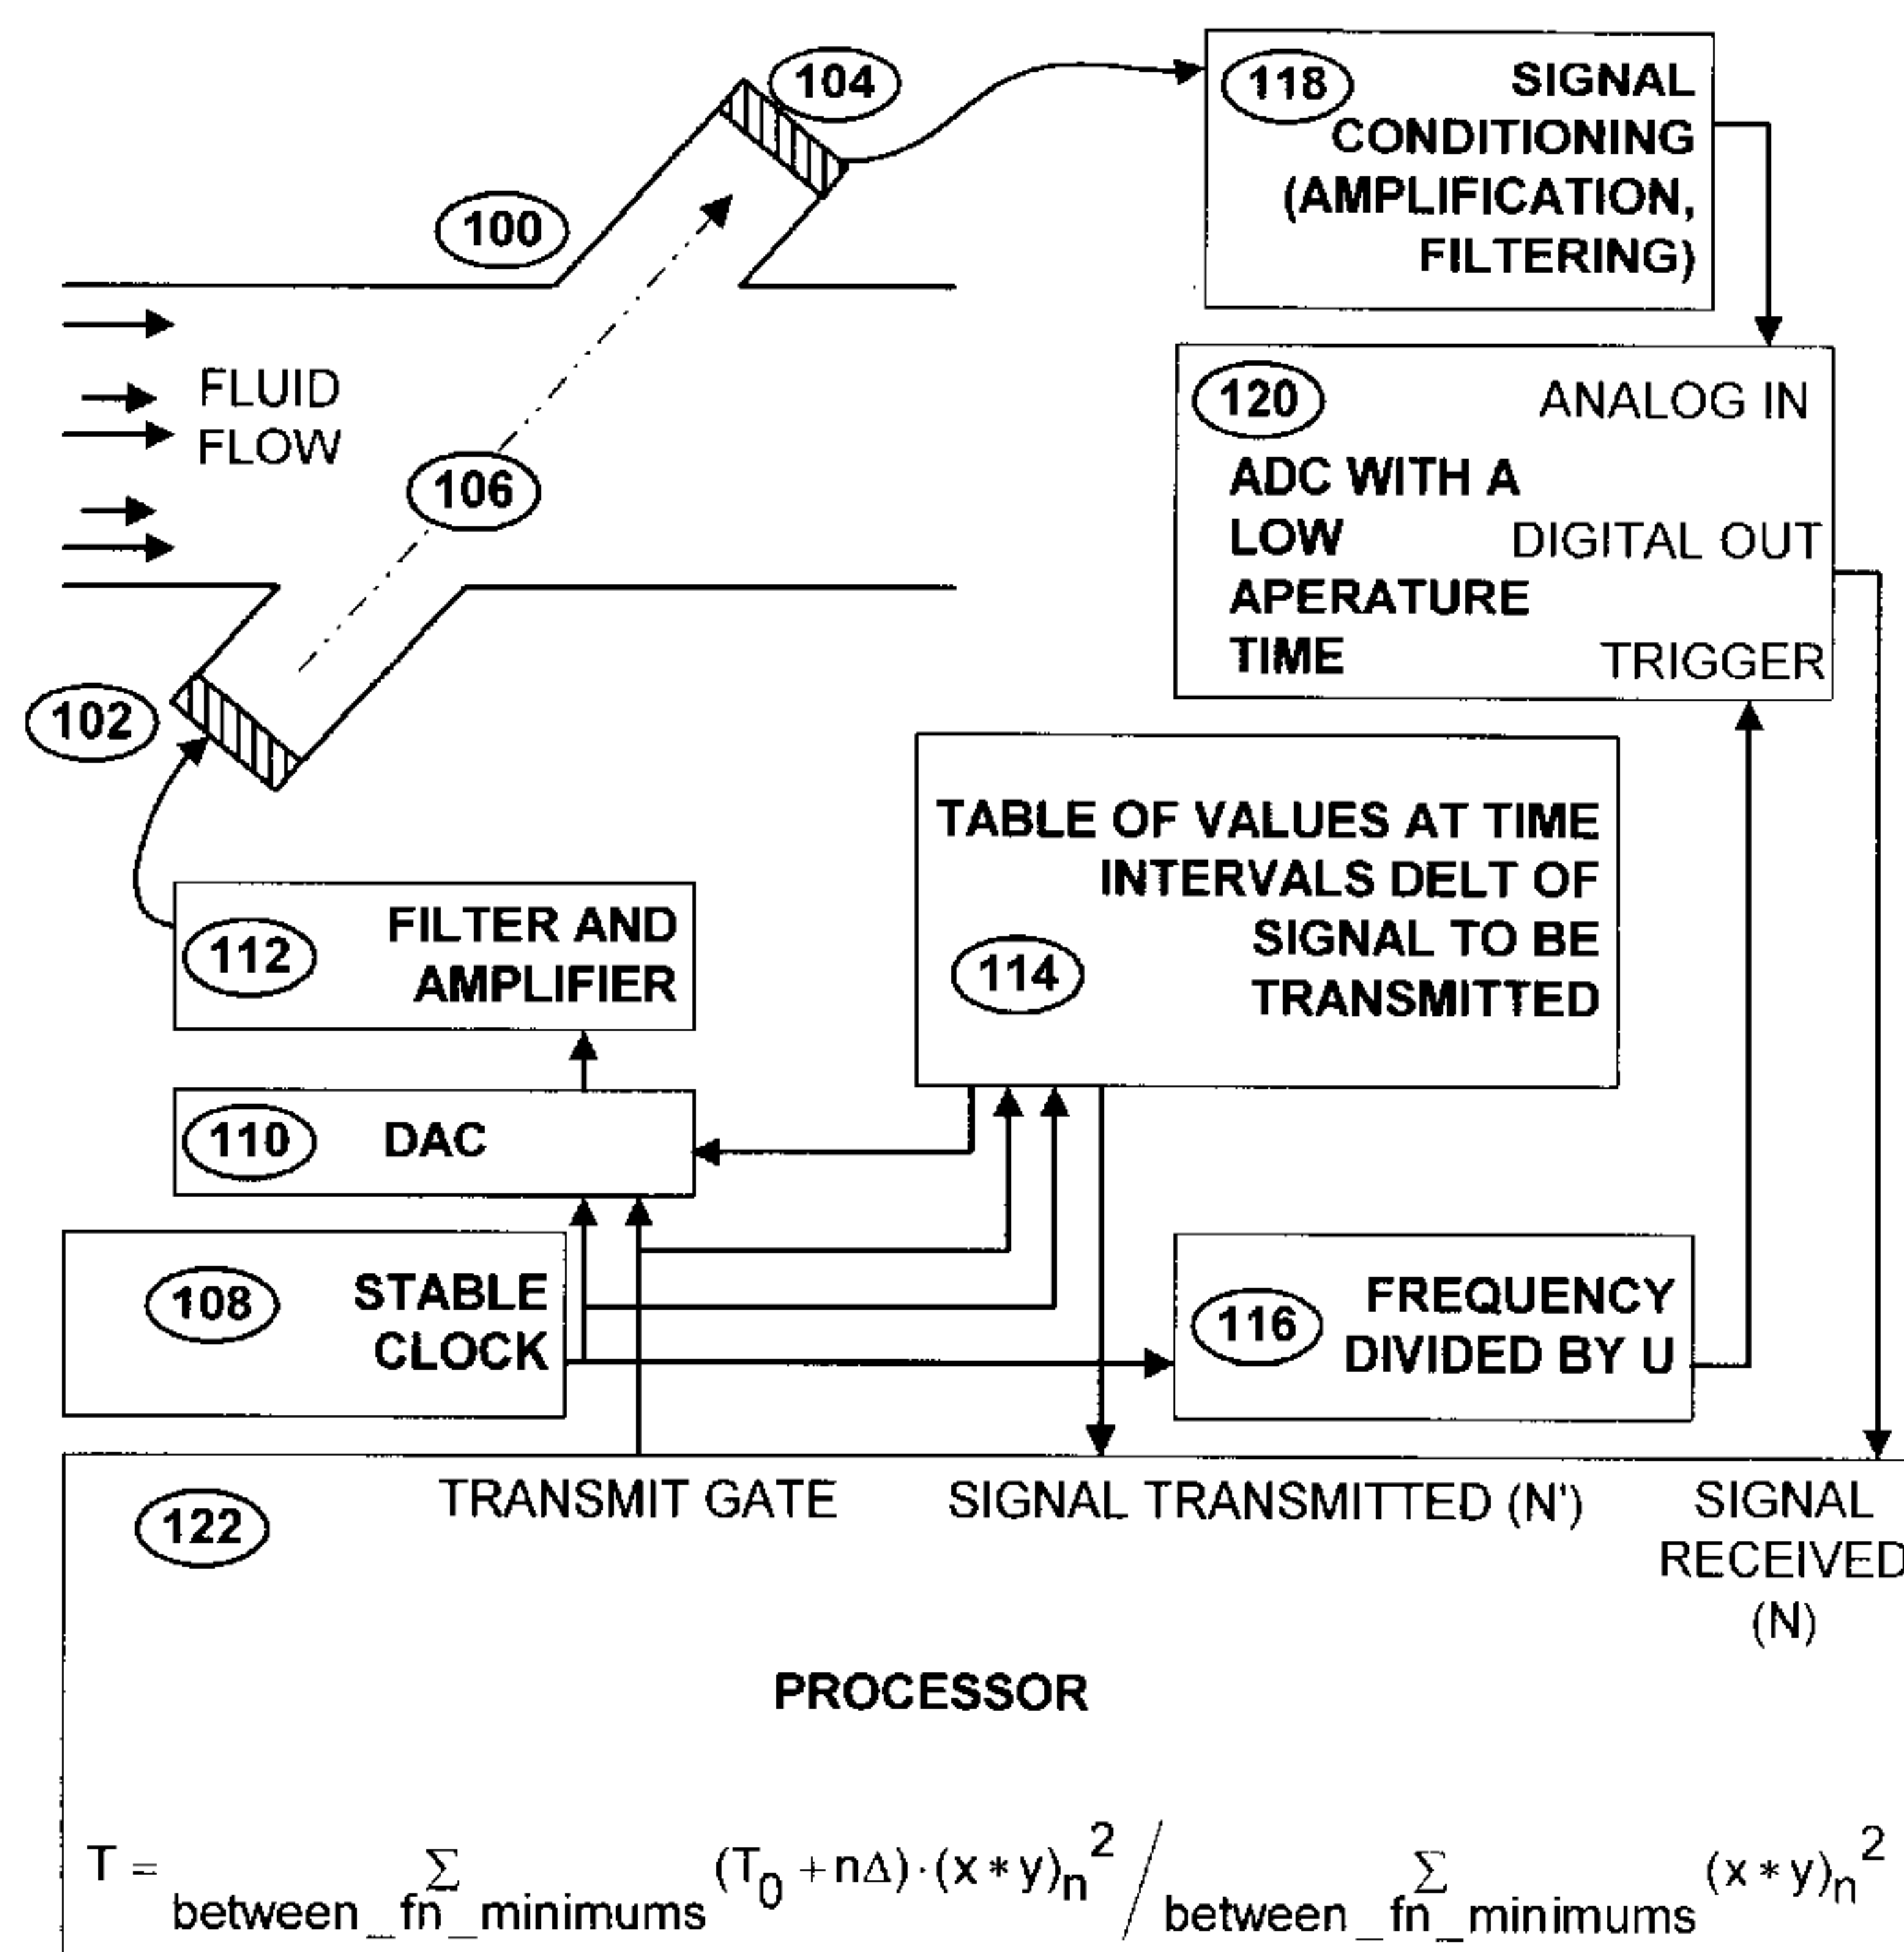 104
118 SIGNAL
CONDITIONING
(AMPLIFICATION,
FILTERING)
100
FLUID
FLOW
106
120 ANALOG IN
ADC WITH A
LOW DIGITAL OUT
APERATURE
TIME TRIGGER
102
TABLE OF VALUES AT TIME
INTERVALS DELT OF
SIGNAL TO BE
114 TRANSMITTED
112 FILTER AND
AMPLIFIER
110 DAC
108 STABLE
CLOCK
116 FREQUENCY
DIVIDED BY U
122 TRANSMIT GATE
SIGNAL TRANSMITTED (N')
SIGNAL
RECEIVED
(N)
PROCESSOR
T = Σ between_fn_minimums (T₀ + nΔ)·(x * y)ₙ² / Σ between_fn_minimums (x * y)ₙ²